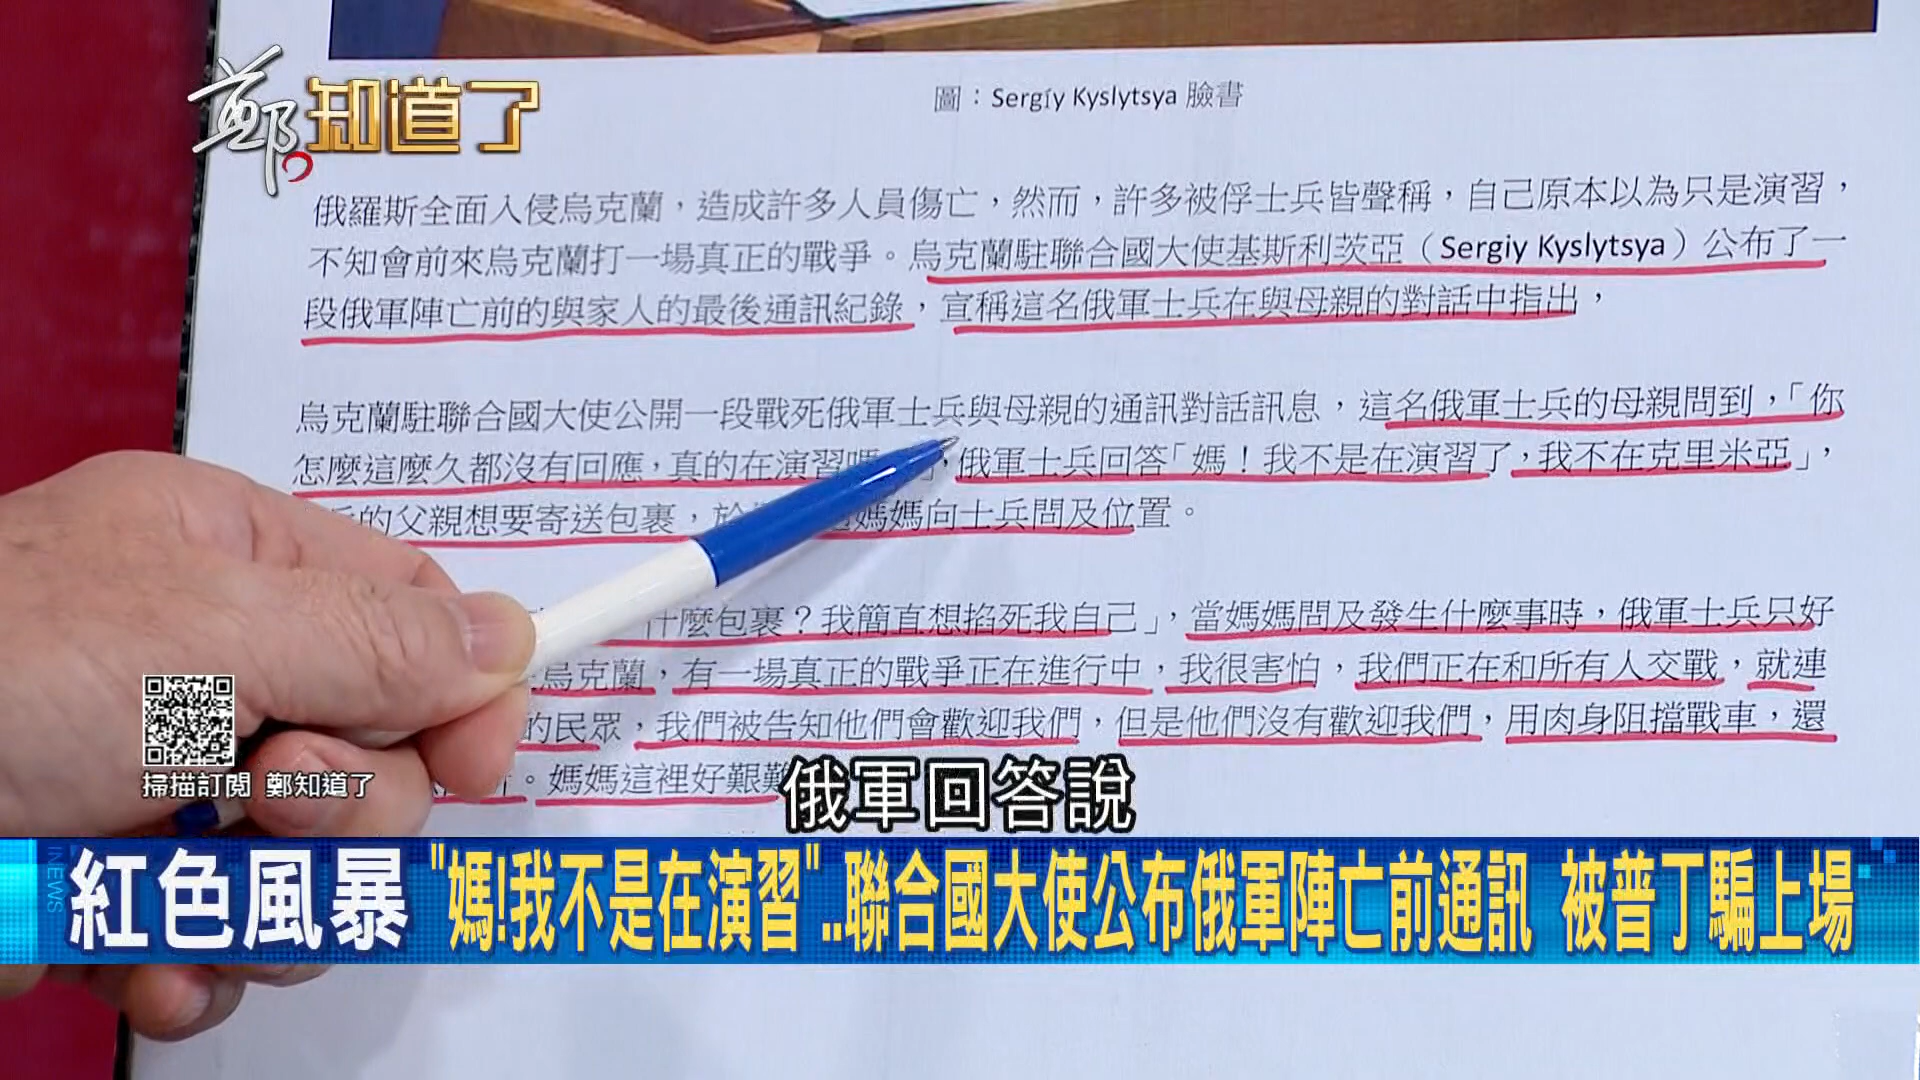 鄭知道了
圖：Sergíy Kyslytsya 臉書
俄羅斯全面入侵烏克蘭，造成許多人員傷亡，然而，許多被俘士兵皆聲稱，自己原本以為只是演習，
不知會前來烏克蘭打一場真正的戰爭。烏克蘭駐聯合國大使基斯利茨亞（Sergiy Kyslytsya）公布了一
段俄軍陣亡前的與家人的最後通訊紀錄，宣稱這名俄軍士兵在與母親的對話中指出，
烏克蘭駐聯合國大使公開一段戰死俄軍士兵與母親的通訊對話訊息，這名俄軍士兵的母親問到，「你
怎麼這麼久都沒有回應，真的在演習嗎」，俄軍士兵回答「媽！我不是在演習了，我不在克里米亞」，
兵的父親想要寄送包裹，於 媽媽向士兵問及位置。
什麼包裹？我簡直想掐死我自己」，當媽媽問及發生什麼事時，俄軍士兵只好
烏克蘭，有一場真正的戰爭正在進行中，我很害怕，我們正在和所有人交戰，就連
的民眾，我們被告知他們會歡迎我們，但是他們沒有歡迎我們，用肉身阻擋戰車，還
。媽媽這裡好艱難
掃描訂閱 鄭知道了
俄軍回答說
INEWS
紅色風暴 "媽!我不是在演習"..聯合國大使公布俄軍陣亡前通訊 被普丁騙上場